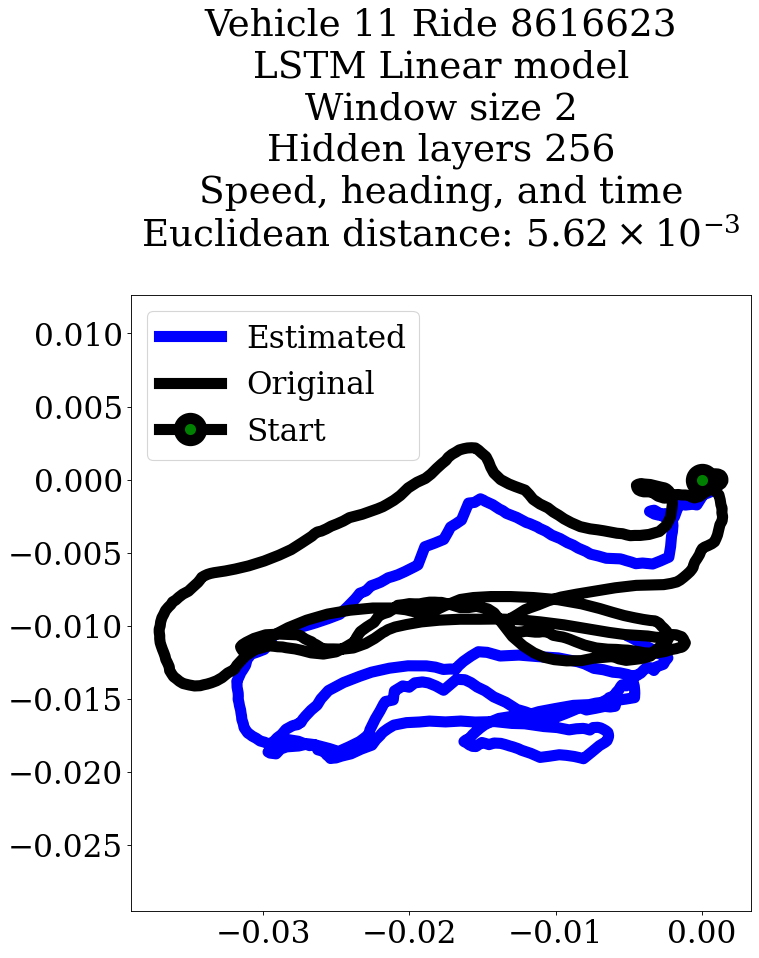 Vehicle 11 Ride 8616623
LSTM Linear model
Window size 2
Hidden layers 256
Speed, heading, and time
Euclidean distance: 5.62 × 10⁻³
Estimated
Original
Start
0.010
0.005
0.000
−0.005
−0.010
−0.015
−0.020
−0.025
−0.03 −0.02 −0.01 0.00